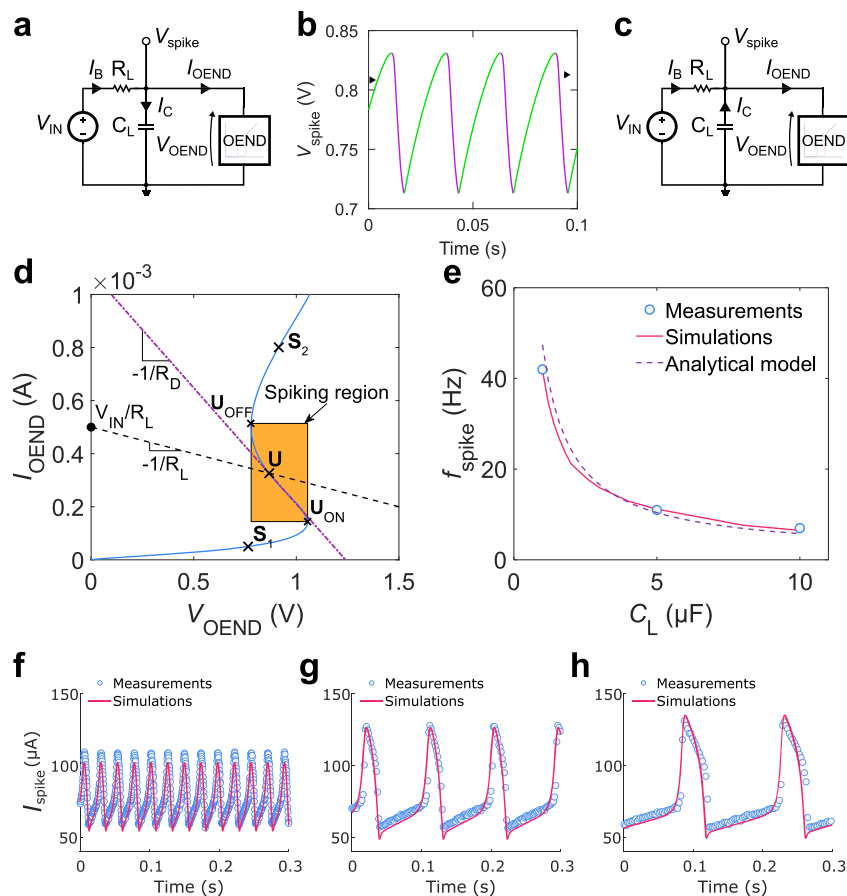 a
V_spike
I_B R_L I_OEND
I_C
V_IN C_L V_OEND OEND
b
V_spike (V)
0.85
0.8
0.75
0.7
0 0.05 0.1
Time (s)
c
V_spike
I_B R_L I_OEND
I_C
V_IN C_L V_OEND OEND
d
×10^-3
I_OEND (A)
1
0.8
0.6
0.4
0.2
0
-1/R_D
V_IN/R_L
-1/R_L
S_2
Spiking region
U_OFF
U
U_ON
S_1
0 0.5 1 1.5
V_OEND (V)
e
f_spike (Hz)
60
40
20
0
Measurements
Simulations
Analytical model
0 5 10
C_L (µF)
f
Measurements
Simulations
I_spike (µA)
150
100
50
0 0.1 0.2 0.3
Time (s)
g
Measurements
Simulations
150
100
50
0 0.1 0.2 0.3
Time (s)
h
Measurements
Simulations
150
100
50
0 0.1 0.2 0.3
Time (s)